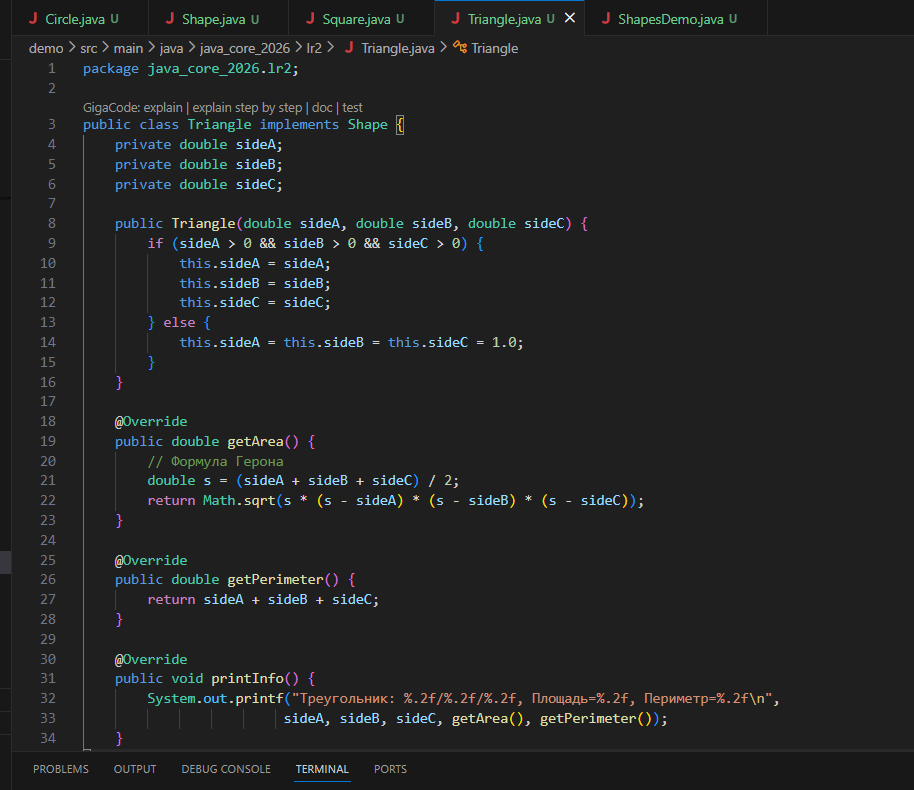 Circle.java U Shape.java U Square.java U Triangle.java U ShapesDemo.java U
demo > src > main > java > java_core_2026 > lr2 > Triangle.java > Triangle
1 package java_core_2026.lr2;
2
GigaCode: explain | explain step by step | doc | test
3 public class Triangle implements Shape {
4     private double sideA;
5     private double sideB;
6     private double sideC;
7
8     public Triangle(double sideA, double sideB, double sideC) {
9         if (sideA > 0 && sideB > 0 && sideC > 0) {
10             this.sideA = sideA;
11             this.sideB = sideB;
12             this.sideC = sideC;
13         } else {
14             this.sideA = this.sideB = this.sideC = 1.0;
15         }
16     }
17
18     @Override
19     public double getArea() {
20         // Формула Герона
21         double s = (sideA + sideB + sideC) / 2;
22         return Math.sqrt(s * (s - sideA) * (s - sideB) * (s - sideC));
23     }
24
25     @Override
26     public double getPerimeter() {
27         return sideA + sideB + sideC;
28     }
29
30     @Override
31     public void printInfo() {
32         System.out.printf("Треугольник: %.2f/%.2f/%.2f, Площадь=%.2f, Периметр=%.2f\n",
33                          sideA, sideB, sideC, getArea(), getPerimeter());
34     }
PROBLEMS OUTPUT DEBUG CONSOLE TERMINAL PORTS